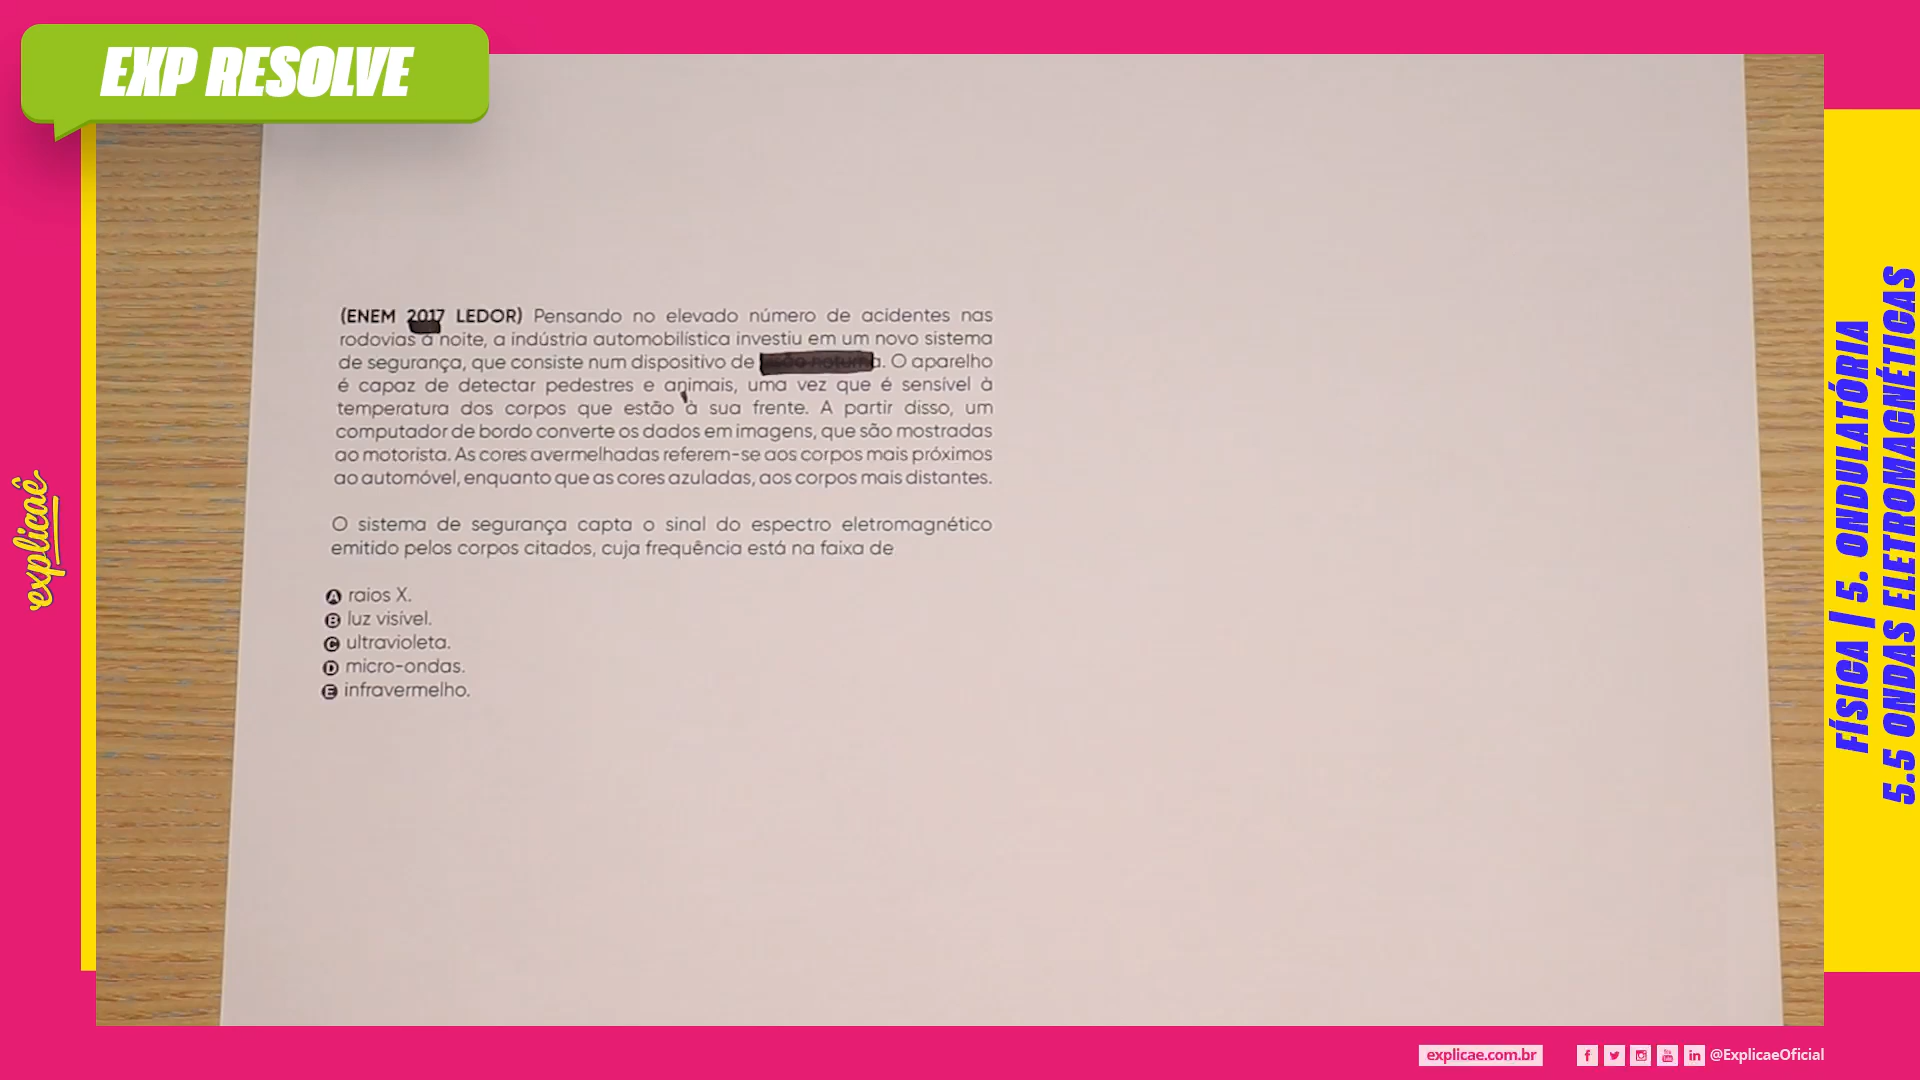 EXP RESOLVE
(ENEM 2017 LEDOR) Pensando no elevado número de acidentes nas
rodovias à noite, a indústria automobilística investiu em um novo sistema
de segurança, que consiste num dispositivo de O aparelho
é capaz de detectar pedestres e animais, uma vez que é sensível à
temperatura dos corpos que estão à sua frente. A partir disso, um
computador de bordo converte os dados em imagens, que são mostradas
ao motorista. As cores avermelhadas referem-se aos corpos mais próximos
ao automóvel, enquanto que as cores azuladas, aos corpos mais distantes.
O sistema de segurança capta o sinal do espectro eletromagnético
emitido pelos corpos citados, cuja frequência está na faixa de
A raios X.
B luz visível.
C ultravioleta.
D micro-ondas.
E infravermelho.
explicaê
FÍSICA | 5. ONDULATÓRIA
5.5 ONDAS ELETROMAGNÉTICAS
explicae.com.br
@ExplicaeOficial